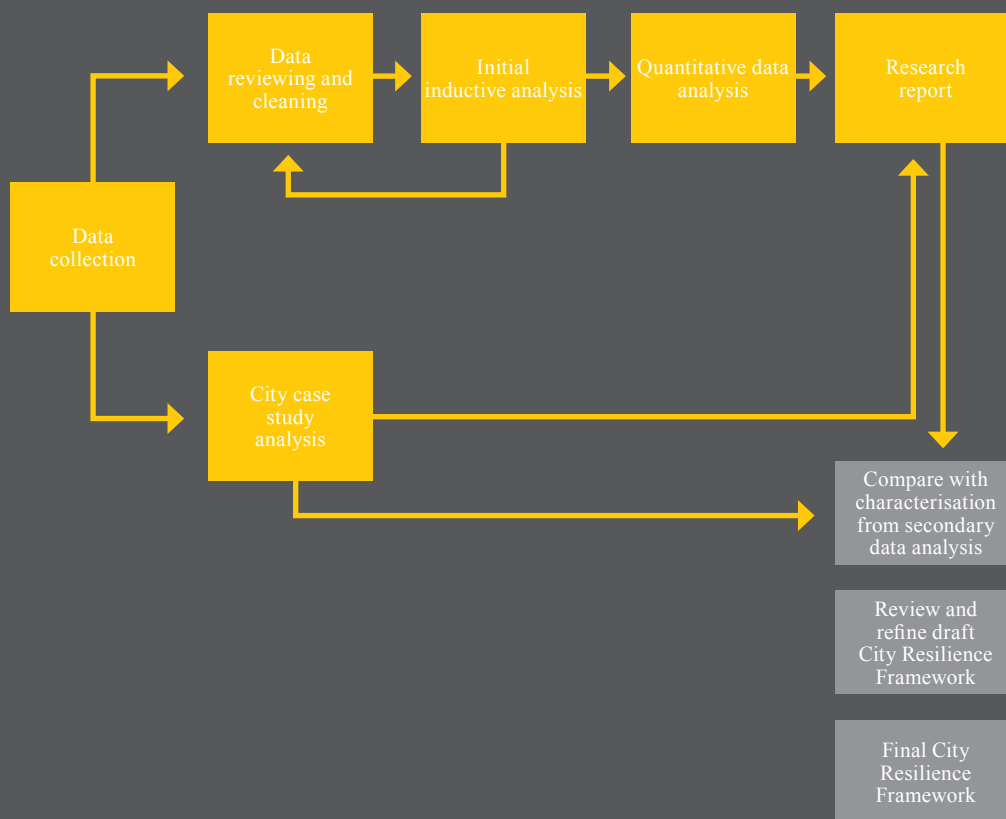 Data
reviewing and
cleaning
Initial
inductive analysis
Quantitative data
analysis
Research
report
Data
collection
City case
study
analysis
Compare with
characterisation
from secondary
data analysis
Review and
refine draft
City Resilience
Framework
Final City
Resilience
Framework